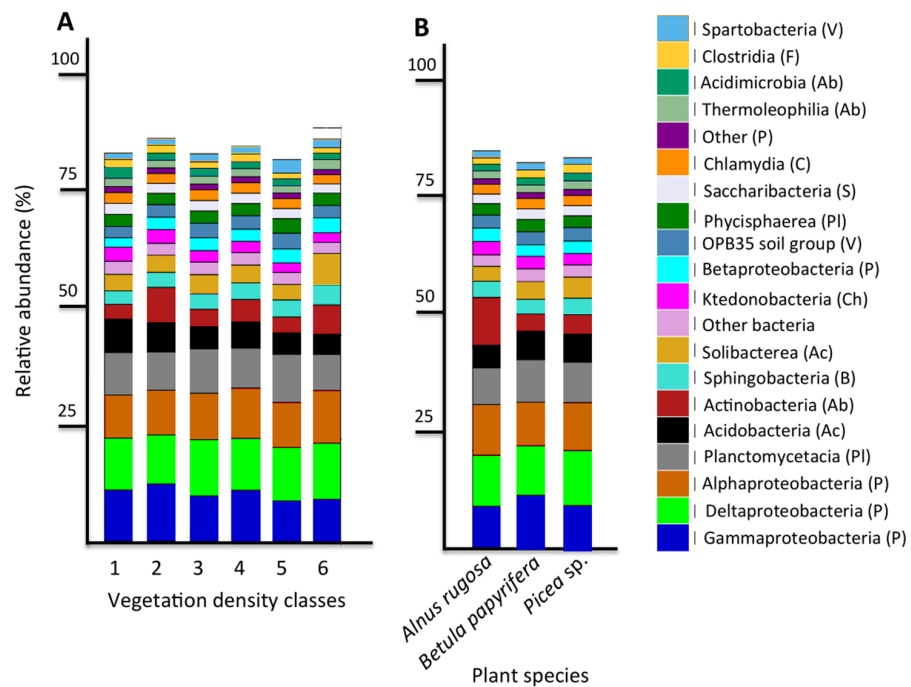 A
100
75
50
25
Relative abundance (%)
1 2 3 4 5 6
Vegetation density classes
B
100
75
50
25
Alnus rugosa
Betula papyrifera
Picea sp.
Plant species
Spartobacteria (V)
Clostridia (F)
Acidimicrobia (Ab)
Thermoleophilia (Ab)
Other (P)
Chlamydia (C)
Saccharibacteria (S)
Phycisphaerea (Pl)
OPB35 soil group (V)
Betaproteobacteria (P)
Ktedonobacteria (Ch)
Other bacteria
Solibacterea (Ac)
Sphingobacteria (B)
Actinobacteria (Ab)
Acidobacteria (Ac)
Planctomycetacia (Pl)
Alphaproteobacteria (P)
Deltaproteobacteria (P)
Gammaproteobacteria (P)